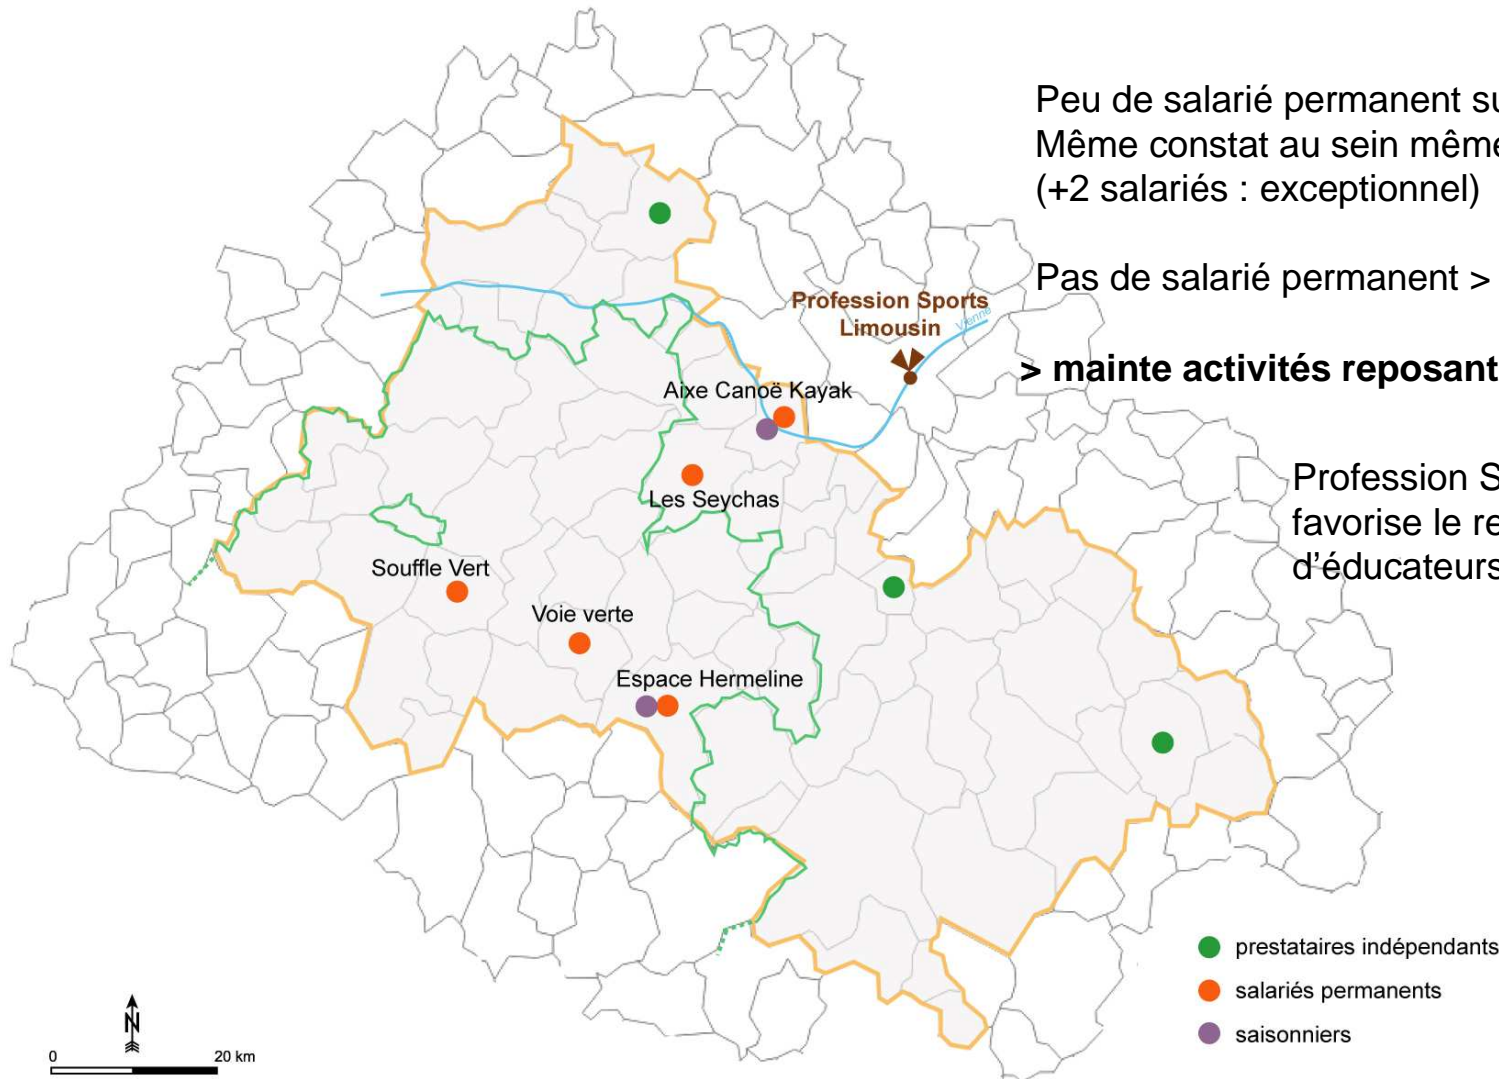 Peu de salarié permanent su
Même constat au sein même
(+2 salariés : exceptionnel)
Pas de salarié permanent >
Profession Sports
Limousin
Vienne
> mainte activités reposant
Aixe Canoë Kayak
Les Seychas
Profession S
favorise le re
d'éducateurs
Souffle Vert
Voie verte
Espace Hermeline
prestataires indépendants
salariés permanents
saisonniers
N
0 20 km